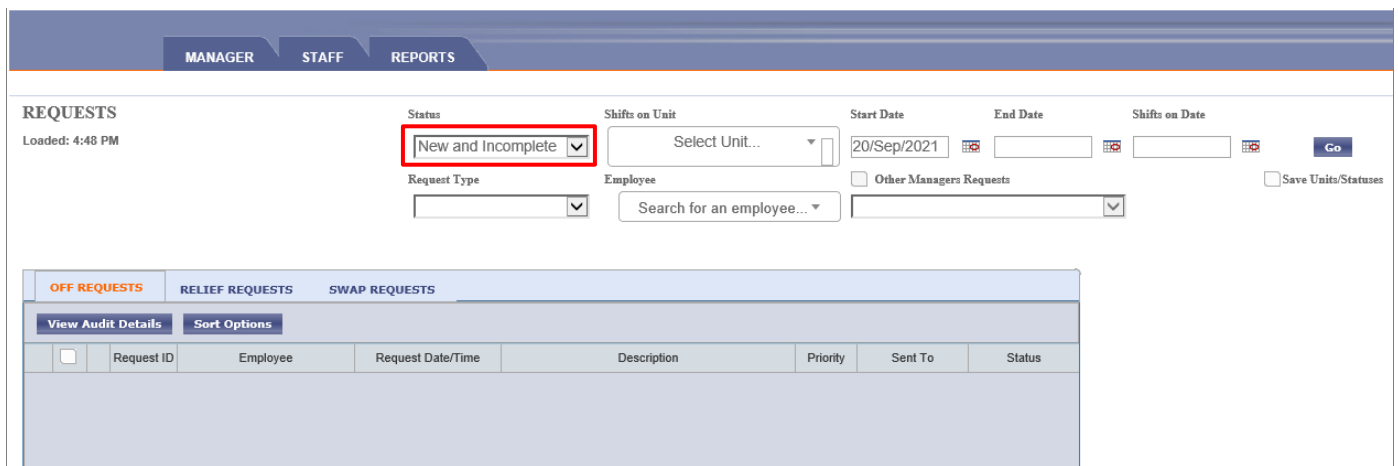 MANAGER STAFF REPORTS
REQUESTS
Loaded: 4:48 PM
Status Shifts on Unit Start Date End Date Shifts on Date
New and Incomplete Select Unit... 20/Sep/2021 Go
Request Type Employee Other Managers Requests Save Units/Statuses
Search for an employee...
OFF REQUESTS RELIEF REQUESTS SWAP REQUESTS
View Audit Details Sort Options
Request ID Employee Request Date/Time Description Priority Sent To Status